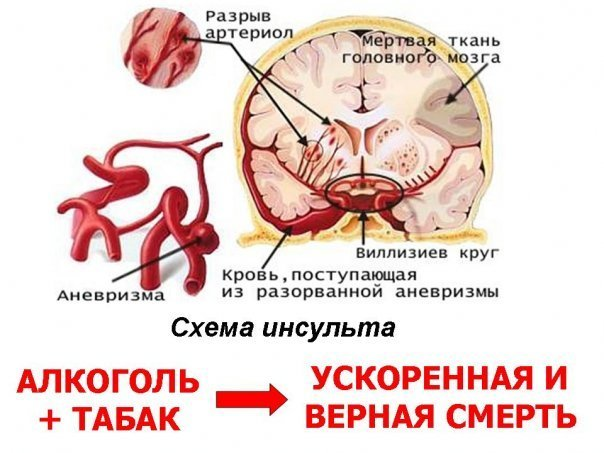 Разрыв
артериол
Мертвая ткань
головного мозга
Виллизиев круг
Аневризма
Кровь,поступающая
из разорванной аневризмы
Схема инсульта
АЛКОГОЛЬ
+ ТАБАК
УСКОРЕННАЯ И
ВЕРНАЯ СМЕРТЬ